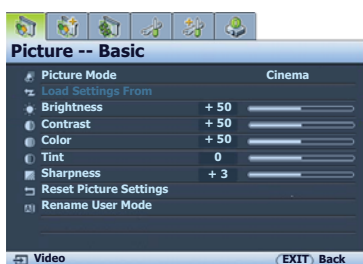 Picture -- Basic
Picture Mode Cinema
Load Settings From
Brightness + 50
Contrast + 50
Color + 50
Tint 0
Sharpness + 3
Reset Picture Settings
Rename User Mode
Video EXIT Back